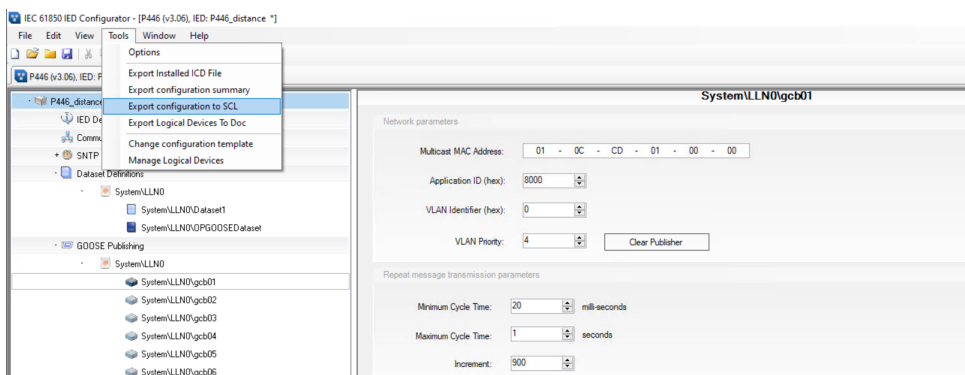 IEC 61850 IED Configurator - [P446 (v3.06), IED: P446_distance *]
File Edit View Tools Window Help
Options
P446 (v3.06), IED: P
Export Installed ICD File
Export configuration summary
Export configuration to SCL
Export Logical Devices To Doc
Change configuration template
Manage Logical Devices
P446_distance
IED De
Commu
SNTP
Dataset Definitions
System\LLN0
System\LLN0\Dataset1
System\LLN0\OPGOOSEDataset
GOOSE Publishing
System\LLN0
System\LLN0\gcb01
System\LLN0\gcb02
System\LLN0\gcb03
System\LLN0\gcb04
System\LLN0\gcb05
System\LLN0\gcb06
System\LLN0\gcb01
Network parameters
Multicast MAC Address: 01 - 0C - CD - 01 - 00 - 00
Application ID (hex): 8000
VLAN Identifier (hex): 0
VLAN Priority: 4 Clear Publisher
Repeat message transmission parameters
Minimum Cycle Time: 20 milli-seconds
Maximum Cycle Time: 1 seconds
Increment: 900